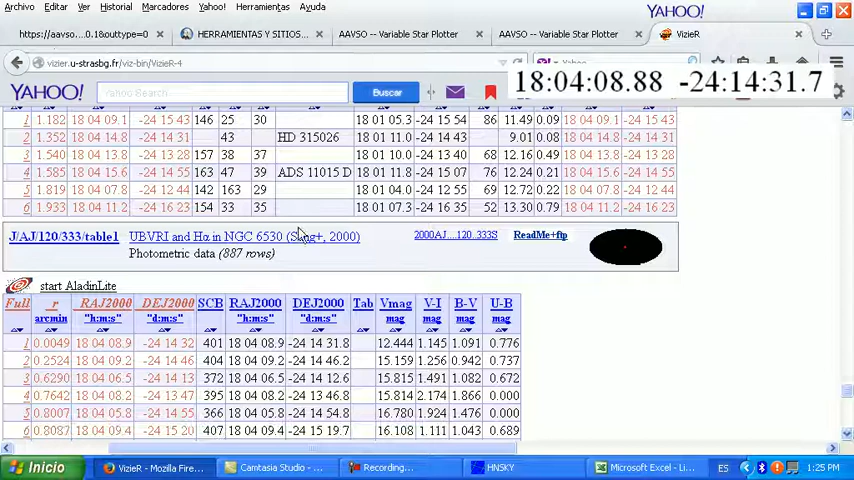 Archivo Editar Ver Historial Marcadores Yahoo! Herramientas Ayuda
YAHOO!
https://aavso....0.1&outtype=0 HERRAMIENTAS Y SITIOS... AAVSO -- Variable Star Plotter AAVSO -- Variable Star Plotter VizieR
vizier.u-strasbg.fr/viz-bin/VizieR-4
18:04:08.88 -24:14:31.7
YAHOO! Yahoo Search Buscar
1 1.182 18 04 09.1 -24 15 54 146 25 30 18 01 05.3 -24 15 54 86 11.49 0.09 18 04 09.1 -24 15 54
2 1.352 18 04 14.8 -24 14 31 43 HD 315026 18 01 11.0 -24 14 43 9.01 0.08 18 04 14.8 -24 14 31
3 1.540 18 04 13.8 -24 13 28 157 38 37 18 01 10.0 -24 13 40 68 12.16 0.49 18 04 13.8 -24 13 28
4 1.585 18 04 15.6 -24 14 55 163 47 39 ADS 11015 D 18 01 11.8 -24 15 07 76 12.24 0.21 18 04 15.6 -24 14 55
5 1.819 18 04 07.8 -24 12 44 142 163 29 18 01 04.0 -24 12 55 69 12.72 0.22 18 04 07.8 -24 12 44
6 1.933 18 04 11.2 -24 16 23 154 33 35 18 01 07.3 -24 16 35 52 13.30 0.79 18 04 11.2 -24 16 23
J/AJ/120/333/table1 UBVRI and Hα in NGC 6530 (Sung+, 2000) 2000AJ....120..333S ReadMe+ftp
Photometric data (887 rows)
start AladinLite
Full r RAJ2000 DEJ2000 SCB RAJ2000 DEJ2000 Tab Vmag V-I B-V U-B
arcmin "h:m:s" "d:m:s" "h:m:s" "d:m:s" mag mag mag mag
1 0.0049 18 04 08.9 -24 14 32 401 18 04 08.9 -24 14 31.8 12.444 1.145 1.091 0.776
2 0.2524 18 04 09.2 -24 14 46 404 18 04 09.2 -24 14 46.2 15.159 1.256 0.942 0.737
3 0.6290 18 04 06.5 -24 14 13 372 18 04 06.5 -24 14 12.6 15.815 1.491 1.082 0.672
4 0.7642 18 04 08.2 -24 13 47 395 18 04 08.2 -24 13 46.8 15.814 2.174 1.866 0.000
5 0.8007 18 04 05.8 -24 14 55 366 18 04 05.8 -24 14 54.8 16.780 1.924 1.476 0.000
6 0.8087 18 04 09.4 -24 15 20 407 18 04 09.4 -24 15 19.7 16.108 1.111 1.043 0.689
Inicio VizieR - Mozilla Fire... Camtasia Studio - ... Recording... HNSKY Microsoft Excel - Li... ES 1:25 PM